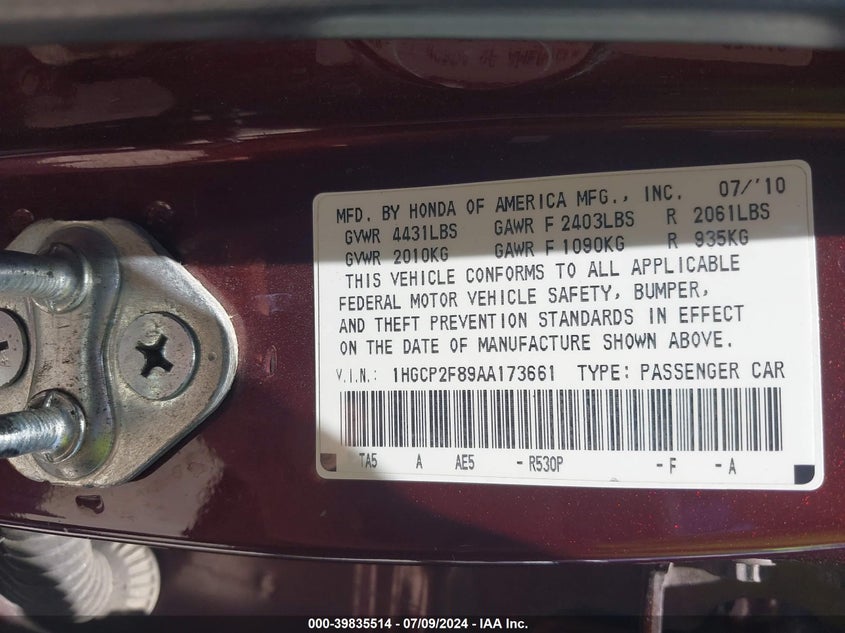 MFD. BY HONDA OF AMERICA MFG., INC. 07/'10
GVWR 4431LBS GAWR F 2403LBS R 2061LBS
GVWR 2010KG GAWR F 1090KG R 935KG
THIS VEHICLE CONFORMS TO ALL APPLICABLE
FEDERAL MOTOR VEHICLE SAFETY, BUMPER,
AND THEFT PREVENTION STANDARDS IN EFFECT
ON THE DATE OF MANUFACTURE SHOWN ABOVE.
V.I.N.: 1HGCP2F89AA173661 TYPE: PASSENGER CAR
TA5 A AE5 -R530P -F -A
000-39835514 - 07/09/2024 - IAA Inc.